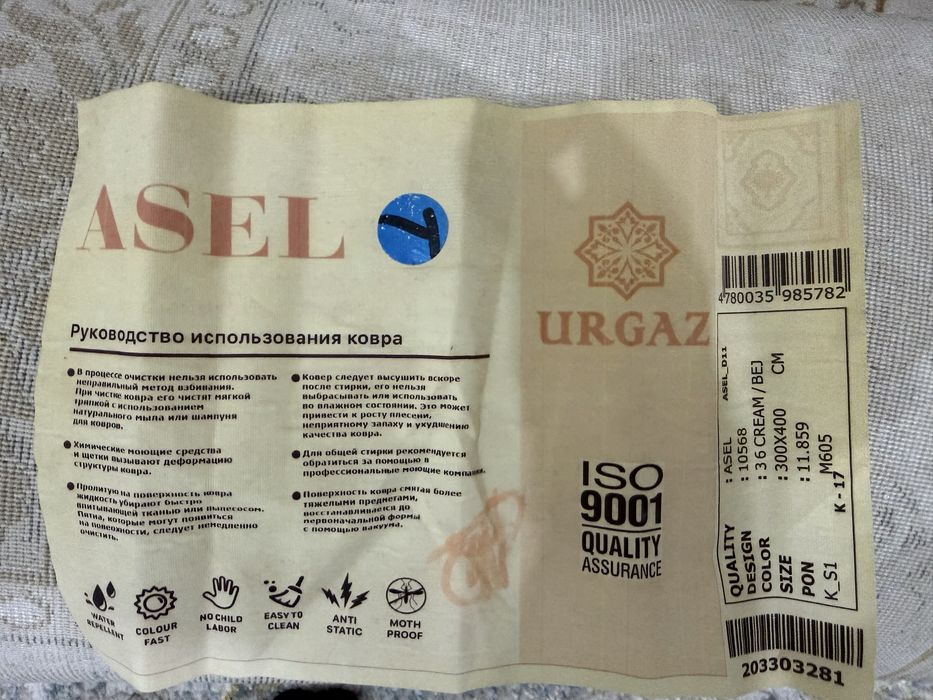 ASEL
Руководство использования ковра
• В процессе очистки нельзя использовать
неправильный метод взбивания.
При чистке ковра его чистят мягкой
тряпкой с использованием
натурального мыла или шампуня
для ковров.
• Химические моющие средства
и щетки вызывают деформацию
структуры ковра.
• Пролитую на поверхность ковра
жидкость убирают быстро
впитывающей тканью или пылесосом.
Пятна, которые могут появиться
на поверхности, следует немедленно
очистить.
• Ковер следует высушить вскоре
после стирки, его нельзя
выбрасывать или использовать
во влажном состоянии. Это может
привести к росту плесени,
неприятному запаху и ухудшению
качества ковра.
• Для общей стирки рекомендуется
обратиться за помощью в
профессиональные моющие компании.
• Поверхность ковра смятая более
тяжелыми предметами,
восстанавливается до
первоначальной формы
с помощью вакуума.
WATER
REPELLENT
COLOUR
FAST
NO CHILD
LABOR
EASY TO
CLEAN
ANTI
STATIC
MOTH
PROOF
URGAZ
ISO
9001
QUALITY
ASSURANCE
4780035 985782
QUALITY : ASEL ASEL_D11
DESIGN : 10568
COLOR : 3 6 CREAM / BEJ
SIZE : 300X400 CM
PON : 11.859
K_S1 K - 17 M605
203303281